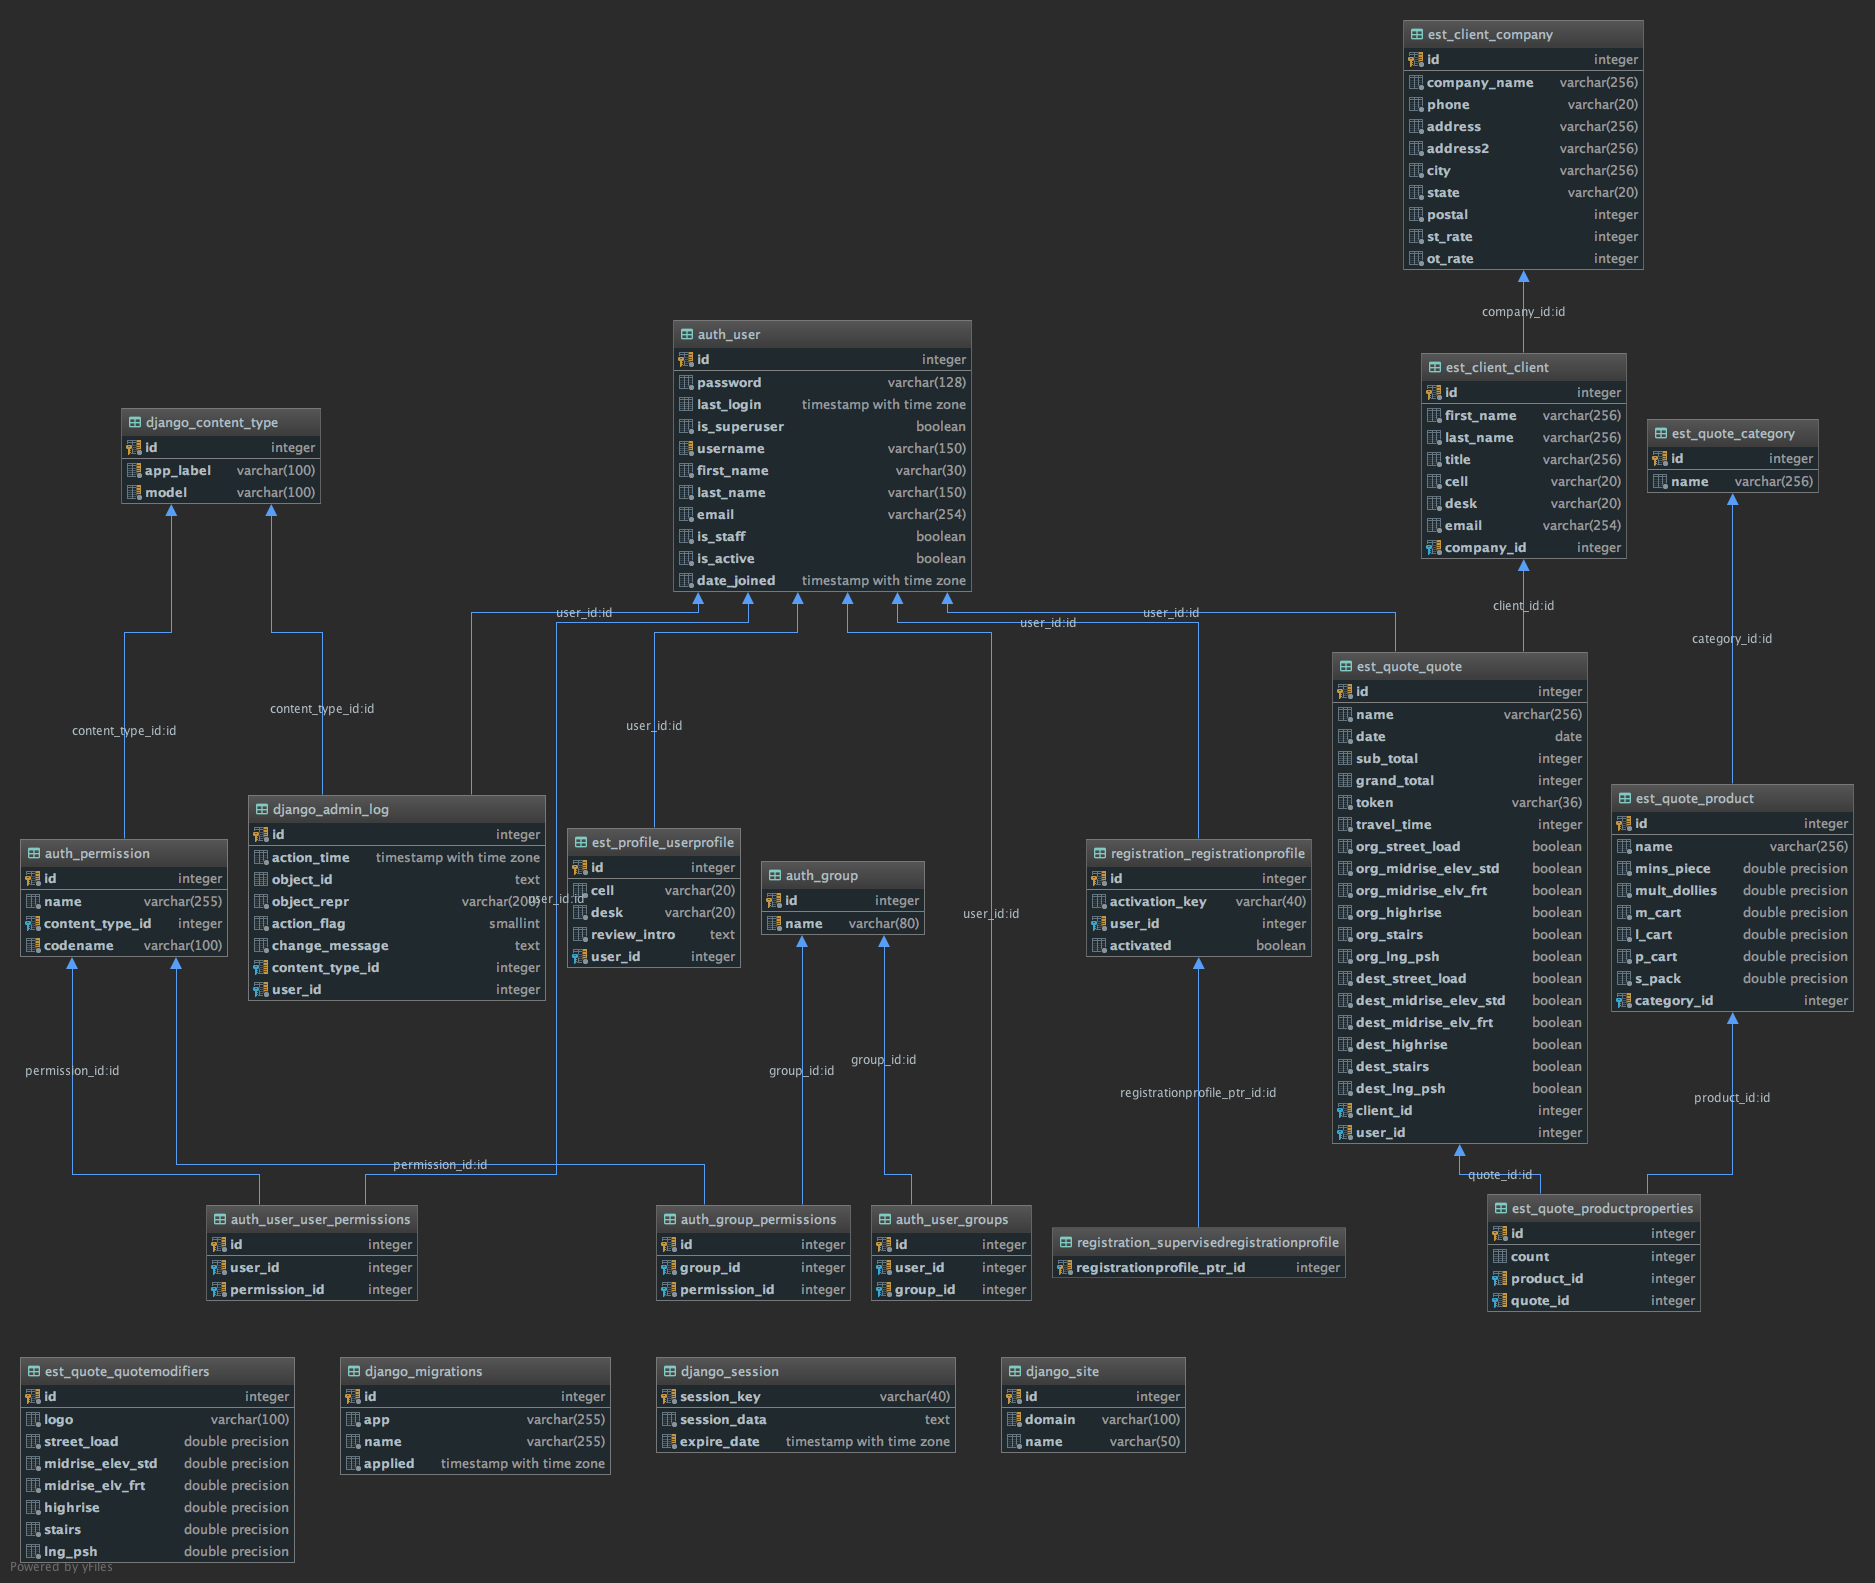 est_client_company
id integer
company_name varchar(256)
phone varchar(20)
address varchar(256)
address2 varchar(256)
city varchar(256)
state varchar(20)
postal integer
st_rate integer
ot_rate integer
company_id:id
auth_user
id integer
password varchar(128)
last_login timestamp with time zone
is_superuser boolean
username varchar(150)
first_name varchar(30)
last_name varchar(150)
email varchar(254)
is_staff boolean
is_active boolean
date_joined timestamp with time zone
est_client_client
id integer
first_name varchar(256)
last_name varchar(256)
title varchar(256)
cell varchar(20)
desk varchar(20)
email varchar(254)
company_id integer
django_content_type
id integer
app_label varchar(100)
model varchar(100)
est_quote_category
id integer
name varchar(256)
user_id:id
user_id:id
user_id:id
client_id:id
category_id:id
content_type_id:id
content_type_id:id
user_id:id
est_quote_quote
id integer
name varchar(256)
date date
sub_total integer
grand_total integer
token varchar(36)
travel_time integer
org_street_load boolean
org_midrise_elev_std boolean
org_midrise_elv_frt boolean
org_highrise boolean
org_stairs boolean
org_lng_psh boolean
dest_street_load boolean
dest_midrise_elev_std boolean
dest_midrise_elv_frt boolean
dest_highrise boolean
dest_stairs boolean
dest_lng_psh boolean
client_id integer
user_id integer
est_quote_product
id integer
name varchar(256)
mins_piece double precision
mult_dollies double precision
m_cart double precision
l_cart double precision
p_cart double precision
s_pack double precision
category_id integer
django_admin_log
id integer
action_time timestamp with time zone
object_id text
object_repr varchar(200)
action_flag smallint
change_message text
content_type_id integer
user_id integer
user_id:id
est_profile_userprofile
id integer
cell varchar(20)
desk varchar(20)
review_intro text
user_id integer
auth_permission
id integer
name varchar(255)
content_type_id integer
codename varchar(100)
auth_group
id integer
name varchar(80)
user_id:id
registration_registrationprofile
id integer
activation_key varchar(40)
user_id integer
activated boolean
permission_id:id
group_id:id
group_id:id
registrationprofile_ptr_id:id
product_id:id
permission_id:id
quote_id:id
auth_user_user_permissions
id integer
user_id integer
permission_id integer
auth_group_permissions
id integer
group_id integer
permission_id integer
auth_user_groups
id integer
user_id integer
group_id integer
registration_supervisedregistrationprofile
registrationprofile_ptr_id integer
est_quote_productproperties
id integer
count integer
product_id integer
quote_id integer
est_quote_quotemodifiers
id integer
logo varchar(100)
street_load double precision
midrise_elev_std double precision
midrise_elv_frt double precision
highrise double precision
stairs double precision
lng_psh double precision
django_migrations
id integer
app varchar(255)
name varchar(255)
applied timestamp with time zone
django_session
session_key varchar(40)
session_data text
expire_date timestamp with time zone
django_site
id integer
domain varchar(100)
name varchar(50)
Powered by yFiles